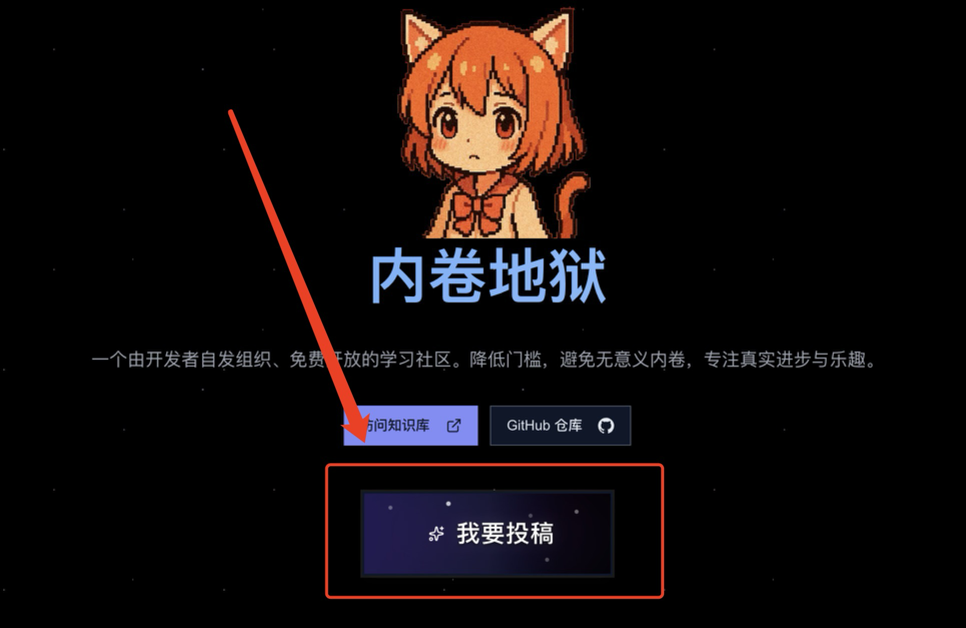 内卷地狱
一个由开发者自发组织、免费开放的学习社区。降低门槛，避免无意义内卷，专注真实进步与乐趣。
访问知识库 GitHub 仓库
我要投稿